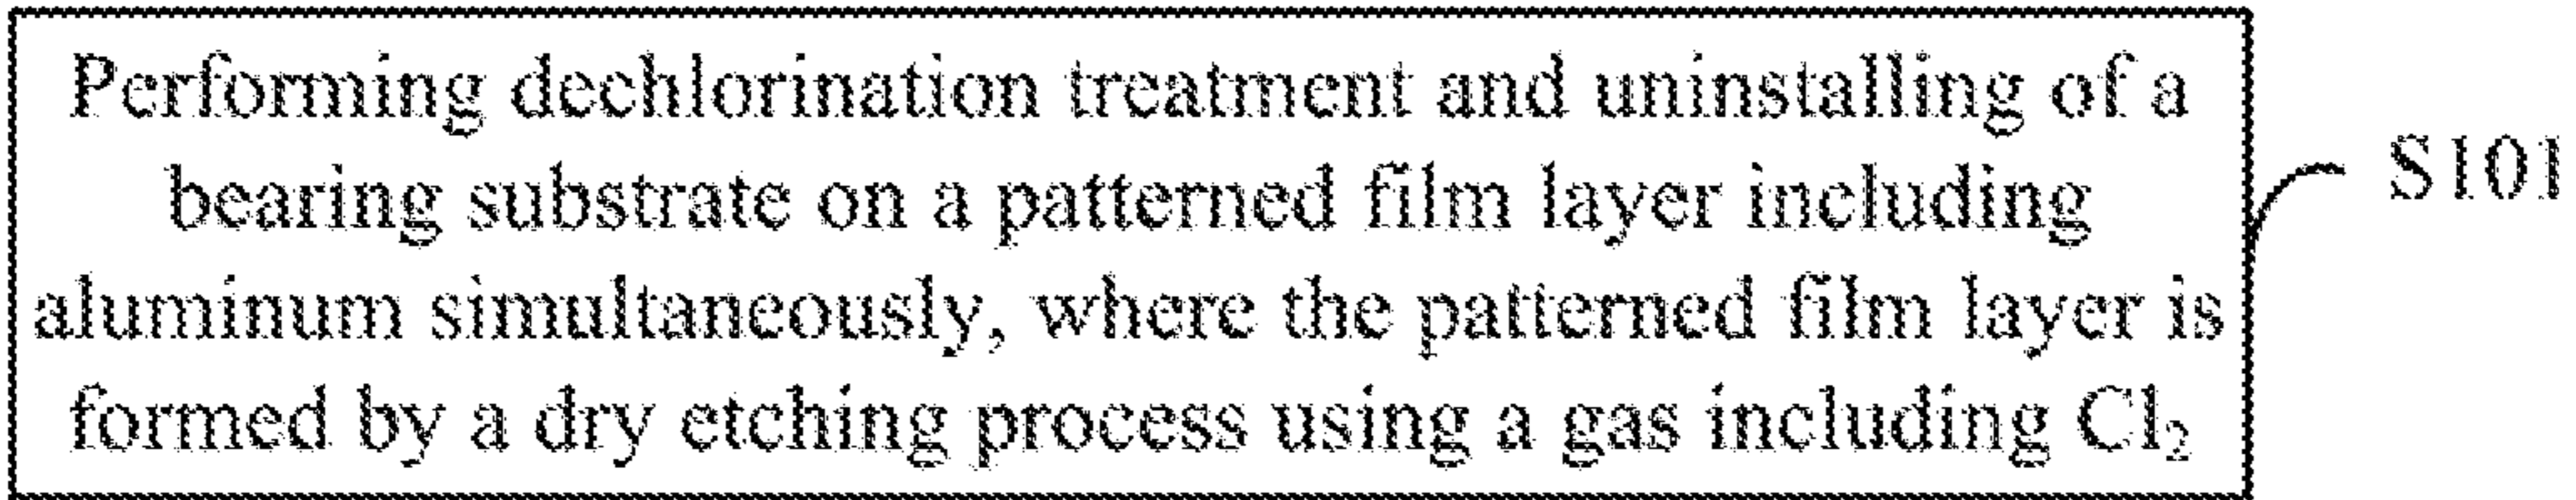 Performing dechlorination treatment and uninstalling of a
bearing substrate on a patterned film layer including
aluminum simultaneously, where the patterned film layer is
formed by a dry etching process using a gas including Cl₂
S101